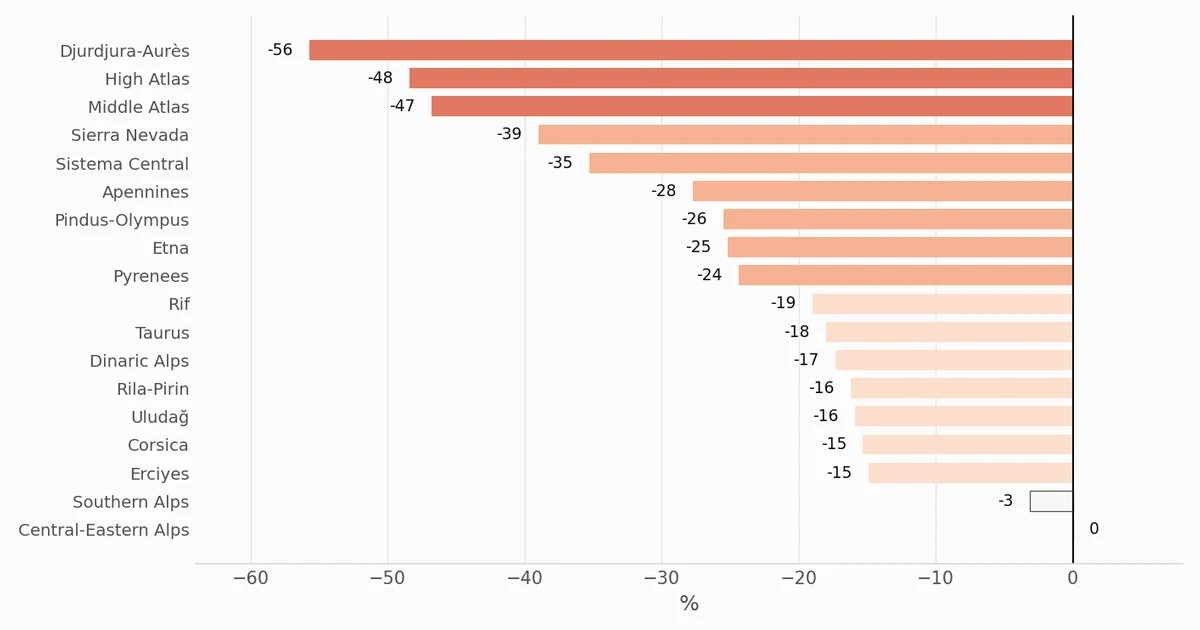 Djurdjura-Aurès -56
High Atlas -48
Middle Atlas -47
Sierra Nevada -39
Sistema Central -35
Apennines -28
Pindus-Olympus -26
Etna -25
Pyrenees -24
Rif -19
Taurus -18
Dinaric Alps -17
Rila-Pirin -16
Uludağ -16
Corsica -15
Erciyes -15
Southern Alps -3
Central-Eastern Alps 0
−60 −50 −40 −30 −20 −10 0
%